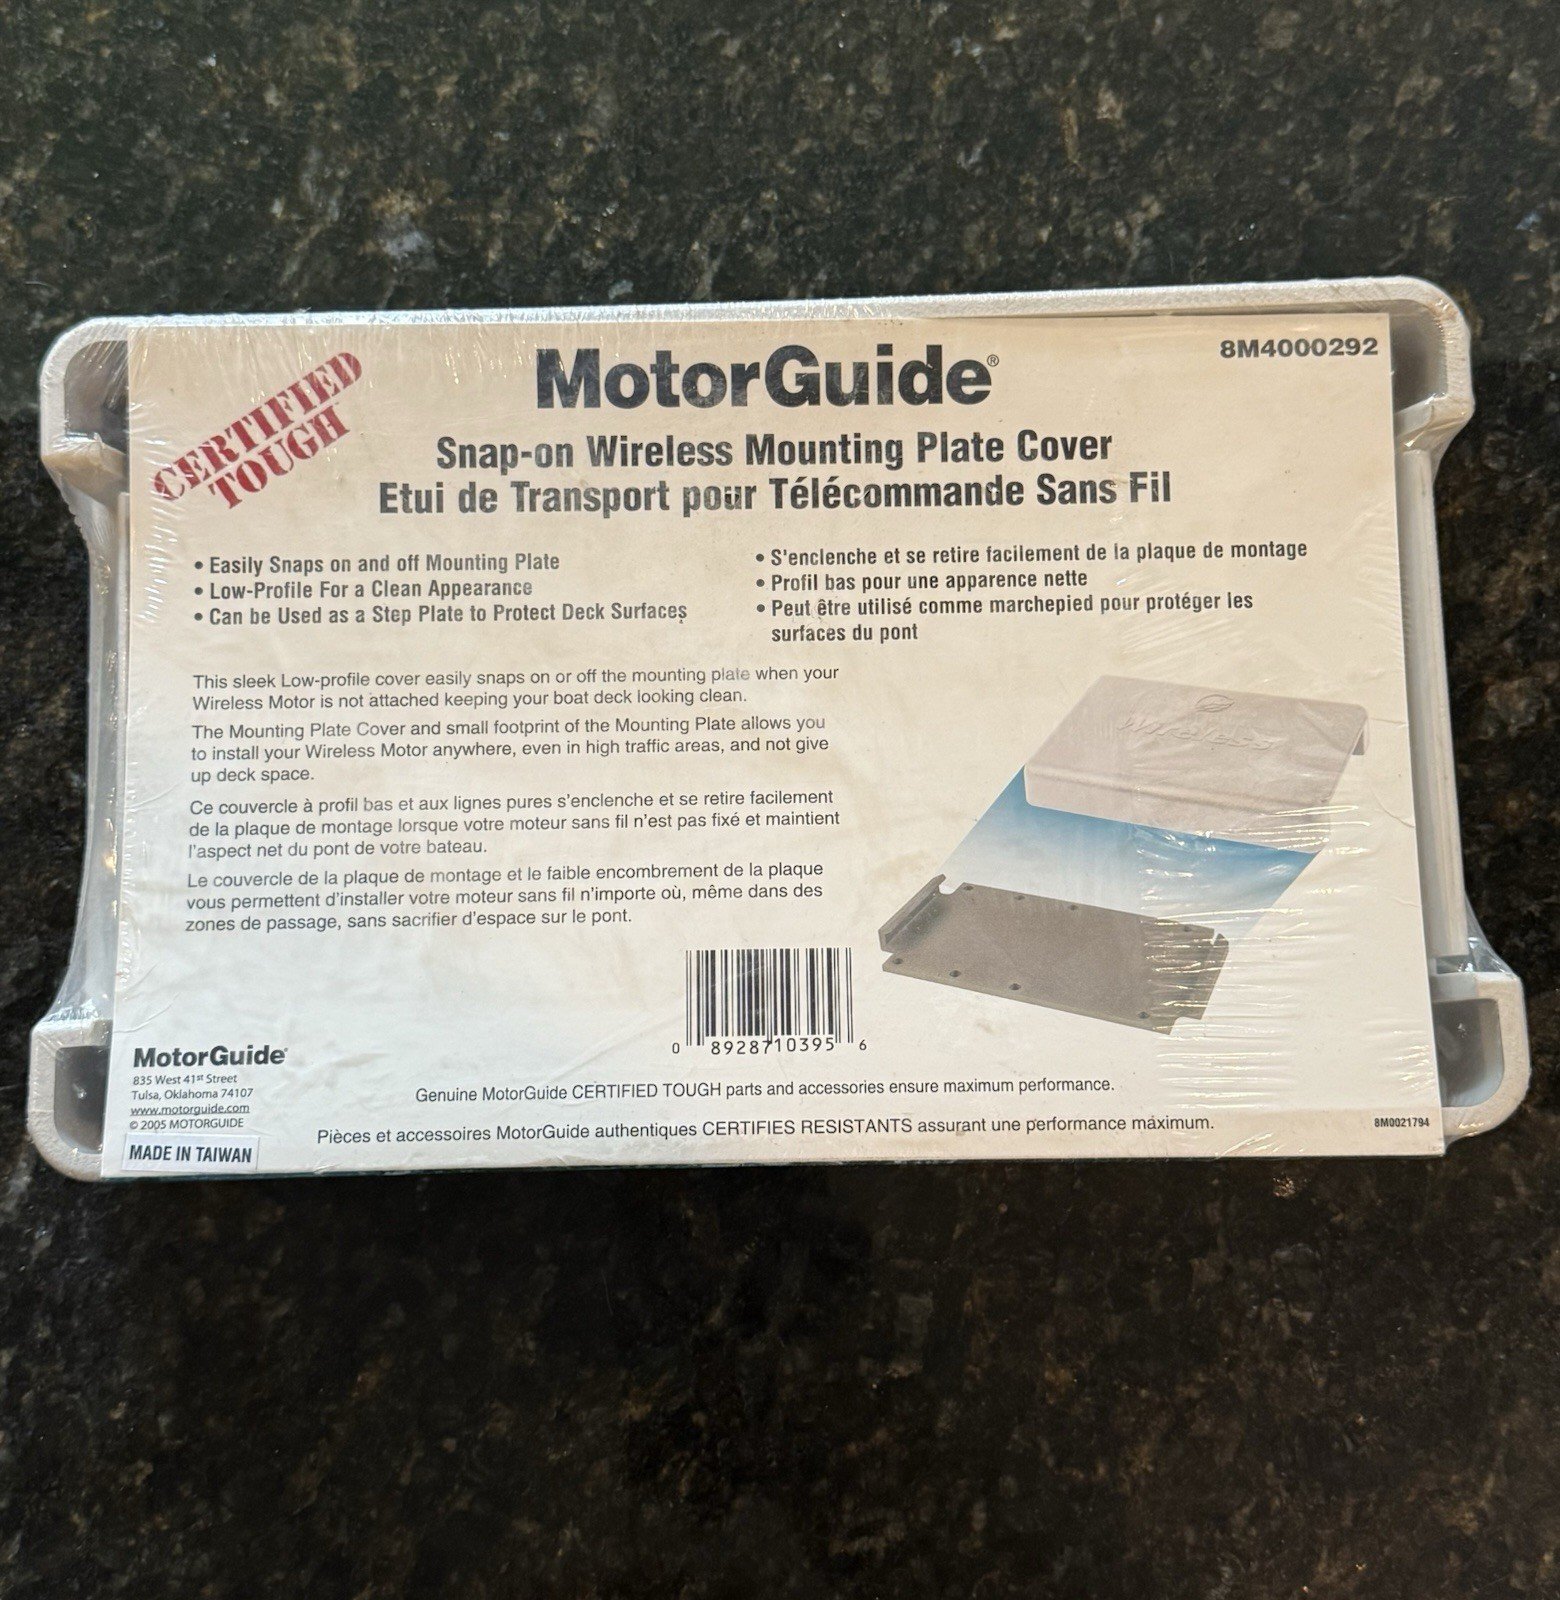 CERTIFIED
TOUGH
MotorGuide®
8M4000292
Snap-on Wireless Mounting Plate Cover
Etui de Transport pour Télécommande Sans Fil
• Easily Snaps on and off Mounting Plate
• Low-Profile For a Clean Appearance
• Can be Used as a Step Plate to Protect Deck Surfaces
• S'enclenche et se retire facilement de la plaque de montage
• Profil bas pour une apparence nette
• Peut être utilisé comme marchepied pour protéger les
surfaces du pont
This sleek Low-profile cover easily snaps on or off the mounting plate when your
Wireless Motor is not attached keeping your boat deck looking clean.
The Mounting Plate Cover and small footprint of the Mounting Plate allows you
to install your Wireless Motor anywhere, even in high traffic areas, and not give
up deck space.
Ce couvercle à profil bas et aux lignes pures s'enclenche et se retire facilement
de la plaque de montage lorsque votre moteur sans fil n'est pas fixé et maintient
l'aspect net du pont de votre bateau.
Le couvercle de la plaque de montage et le faible encombrement de la plaque
vous permettent d'installer votre moteur sans fil n'importe où, même dans des
zones de passage, sans sacrifier d'espace sur le pont.
Wireless
0 89287 10395 6
MotorGuide®
835 West 41st Street
Tulsa, Oklahoma 74107
www.motorguide.com
© 2005 MOTORGUIDE
MADE IN TAIWAN
Genuine MotorGuide CERTIFIED TOUGH parts and accessories ensure maximum performance.
Pièces et accessoires MotorGuide authentiques CERTIFIES RESISTANTS assurant une performance máximum.
8M0021794